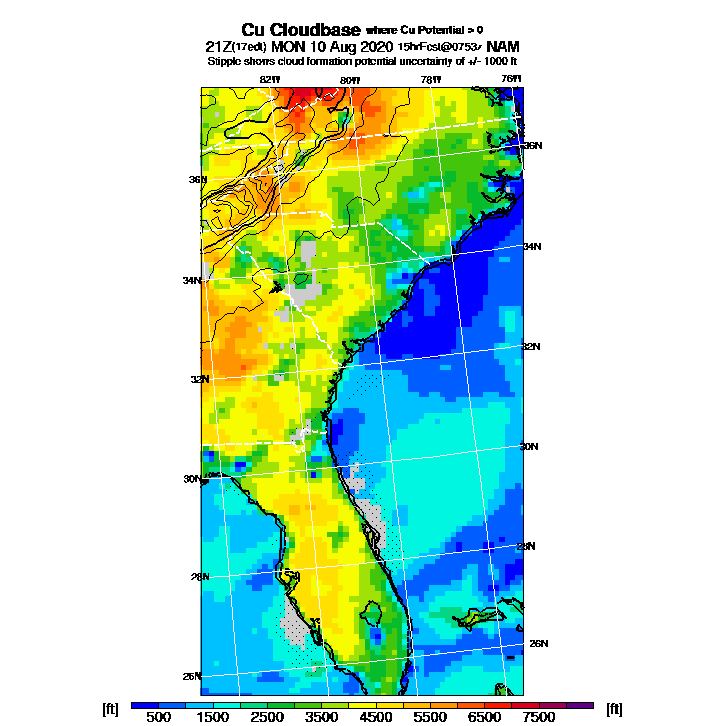 Cu Cloudbase where Cu Potential > 0
21Z(17edt) MON 10 Aug 2020 15hrFcst@0753z NAM
Stipple shows cloud formation potential uncertainty of +/- 1000 ft
82W 80W 78W 76W
36N
36N
34N
34N
32N
32N
30N
30N
28N
28N
26N
26N
[ft] 500 1500 2500 3500 4500 5500 6500 7500 [ft]